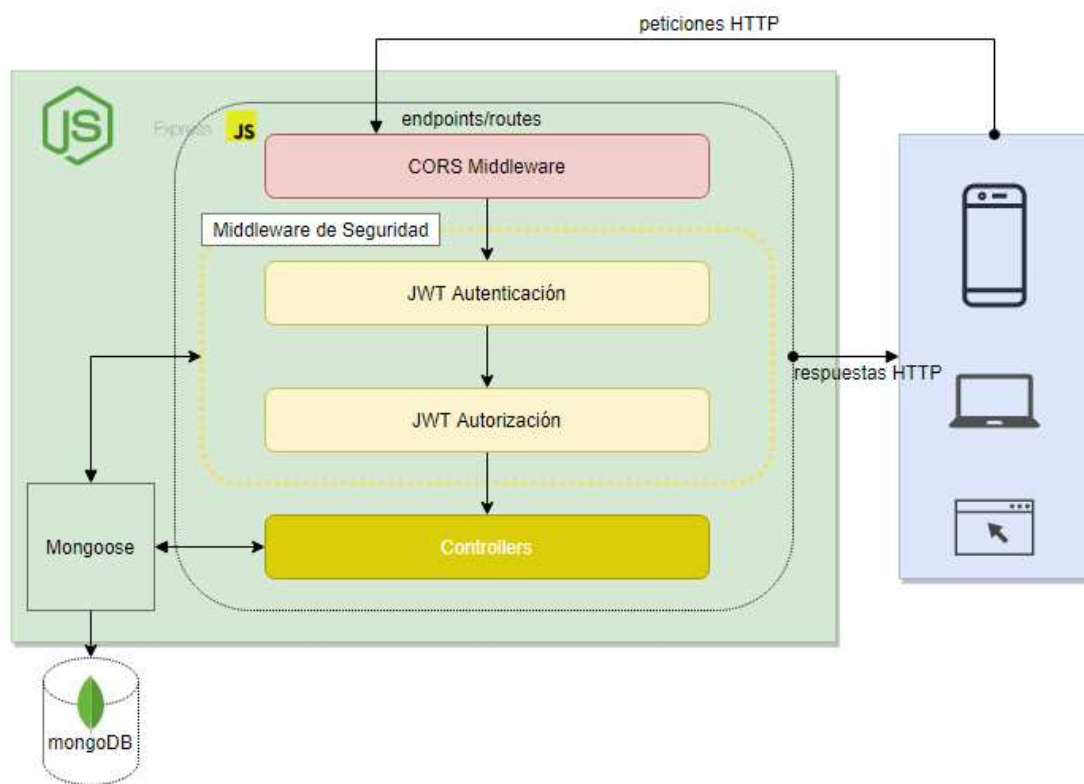 peticiones HTTP
JS
Express
JS
endpoints/routes
CORS Middleware
Middleware de Seguridad
JWT Autenticación
respuestas HTTP
JWT Autorización
Mongoose
Controllers
mongoDB